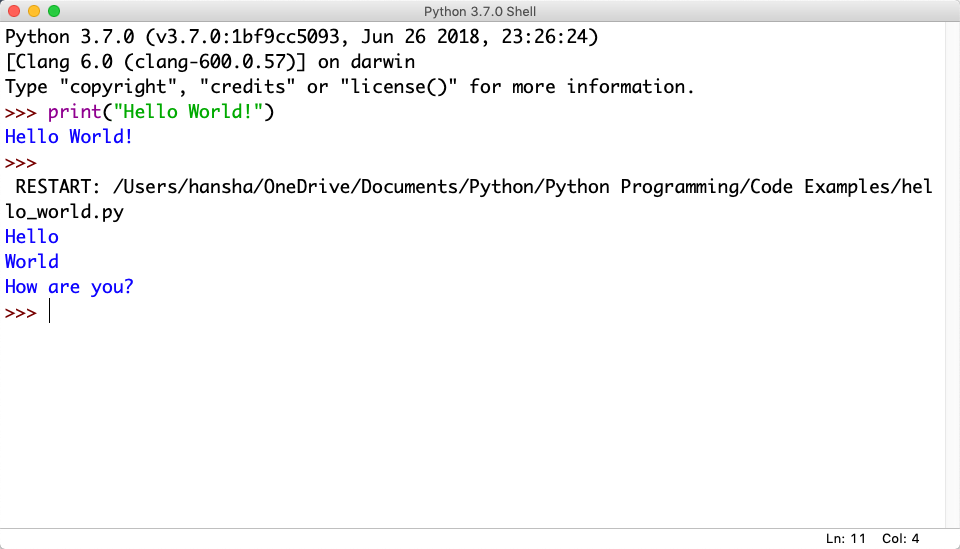 Python 3.7.0 Shell
Python 3.7.0 (v3.7.0:1bf9cc5093, Jun 26 2018, 23:26:24)
[Clang 6.0 (clang-600.0.57)] on darwin
Type "copyright", "credits" or "license()" for more information.
>>> print("Hello World!")
Hello World!
>>>
 RESTART: /Users/hansha/OneDrive/Documents/Python/Python Programming/Code Examples/hel
lo_world.py
Hello
World
How are you?
>>>
Ln: 11 Col: 4